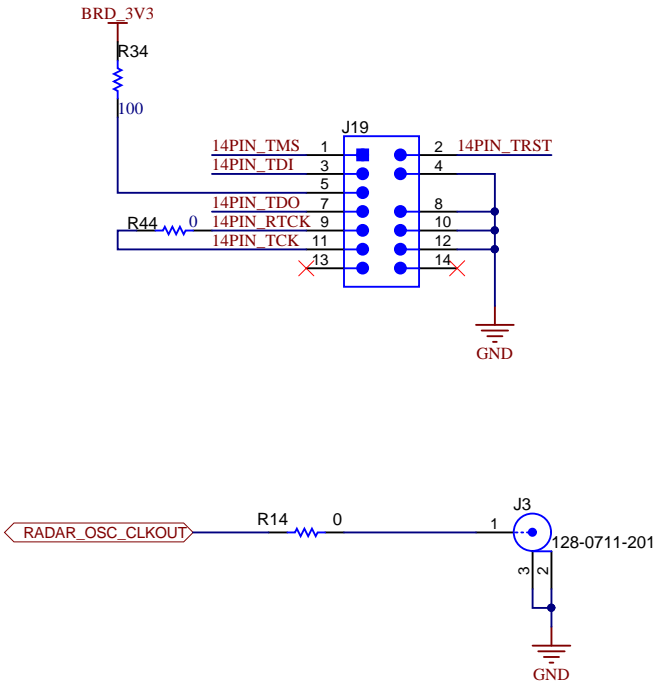 BRD_3V3
R34
100
J19
14PIN_TMS 1 2 14PIN_TRST
14PIN_TDI 3 4
5
14PIN_TDO 7 8
R44 0 14PIN_RTCK 9 10
14PIN_TCK 11 12
13 14
GND
RADAR_OSC_CLKOUT R14 0 1 J3
128-0711-201
3 2
GND